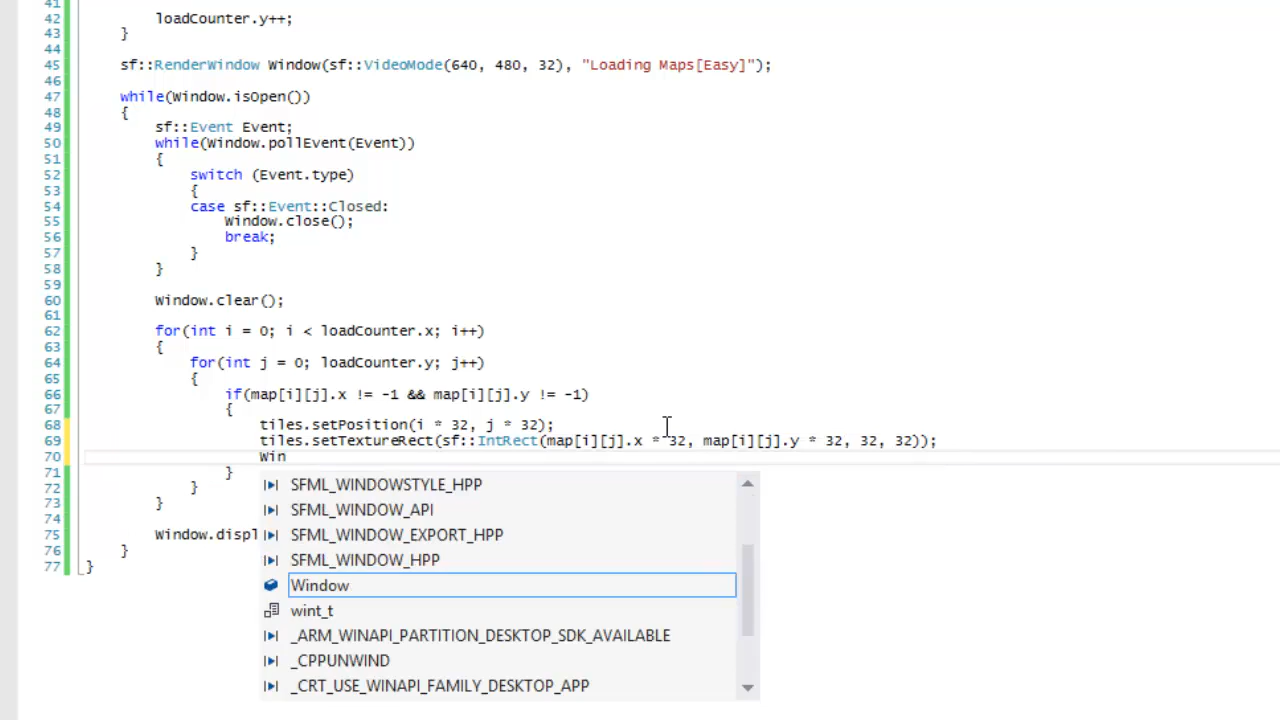 41
42 loadCounter.y++;
43 }
44
45 sf::RenderWindow Window(sf::VideoMode(640, 480, 32), "Loading Maps[Easy]");
46
47 while(Window.isOpen())
48 {
49 sf::Event Event;
50 while(Window.pollEvent(Event))
51 {
52 switch (Event.type)
53 {
54 case sf::Event::Closed:
55 Window.close();
56 break;
57 }
58 }
59
60 Window.clear();
61
62 for(int i = 0; i < loadCounter.x; i++)
63 {
64 for(int j = 0; loadCounter.y; j++)
65 {
66 if(map[i][j].x != -1 && map[i][j].y != -1)
67 {
68 tiles.setPosition(i * 32, j * 32);
69 tiles.setTextureRect(sf::IntRect(map[i][j].x * 32, map[i][j].y * 32, 32, 32));
70 Win
71 }
72 }
73 }
74
75 Window.displ
76 }
77 }
SFML_WINDOWSTYLE_HPP
SFML_WINDOW_API
SFML_WINDOW_EXPORT_HPP
SFML_WINDOW_HPP
Window
wint_t
_ARM_WINAPI_PARTITION_DESKTOP_SDK_AVAILABLE
_CPPUNWIND
_CRT_USE_WINAPI_FAMILY_DESKTOP_APP